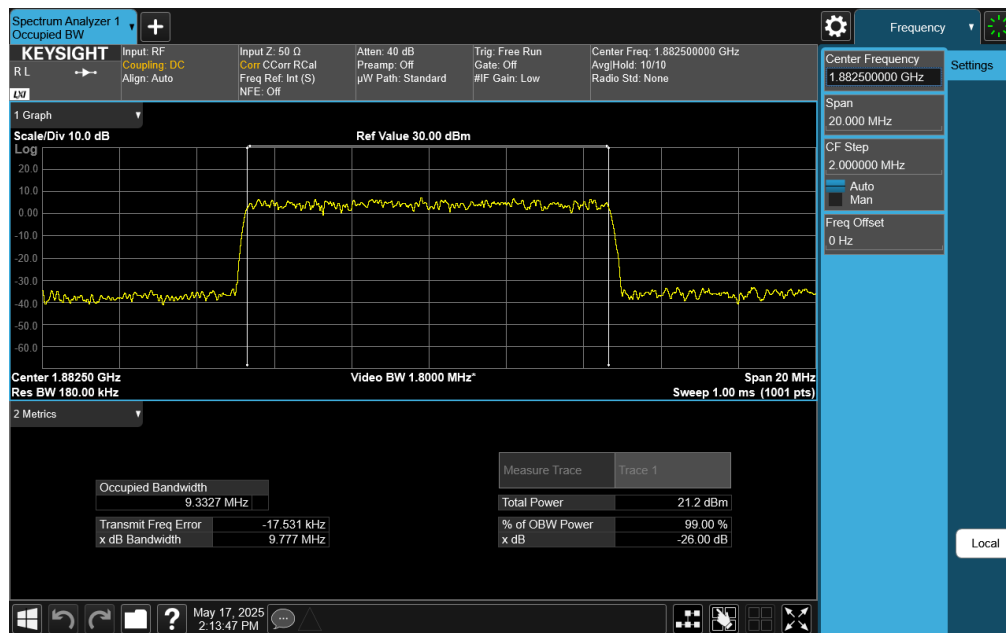 Spectrum Analyzer 1
Occupied BW
Frequency
KEYSIGHT
R L
LXI
Input: RF
Coupling: DC
Align: Auto
Input Z: 50 Ω
Corr CCorr RCal
Freq Ref: Int (S)
NFE: Off
Atten: 40 dB
Preamp: Off
µW Path: Standard
Trig: Free Run
Gate: Off
#IF Gain: Low
Center Freq: 1.882500000 GHz
Avg|Hold: 10/10
Radio Std: None
Center Frequency
1.882500000 GHz
Settings
Span
20.000 MHz
CF Step
2.000000 MHz
Auto
Man
Freq Offset
0 Hz
1 Graph
Scale/Div 10.0 dB
Ref Value 30.00 dBm
Log
20.0
10.0
0.00
-10.0
-20.0
-30.0
-40.0
-50.0
-60.0
Center 1.88250 GHz
Video BW 1.8000 MHz*
Span 20 MHz
Res BW 180.00 kHz
Sweep 1.00 ms (1001 pts)
2 Metrics
Measure Trace
Trace 1
Occupied Bandwidth
9.3327 MHz
Total Power
21.2 dBm
Transmit Freq Error
-17.531 kHz
% of OBW Power
99.00 %
x dB Bandwidth
9.777 MHz
x dB
-26.00 dB
Local
May 17, 2025
2:13:47 PM